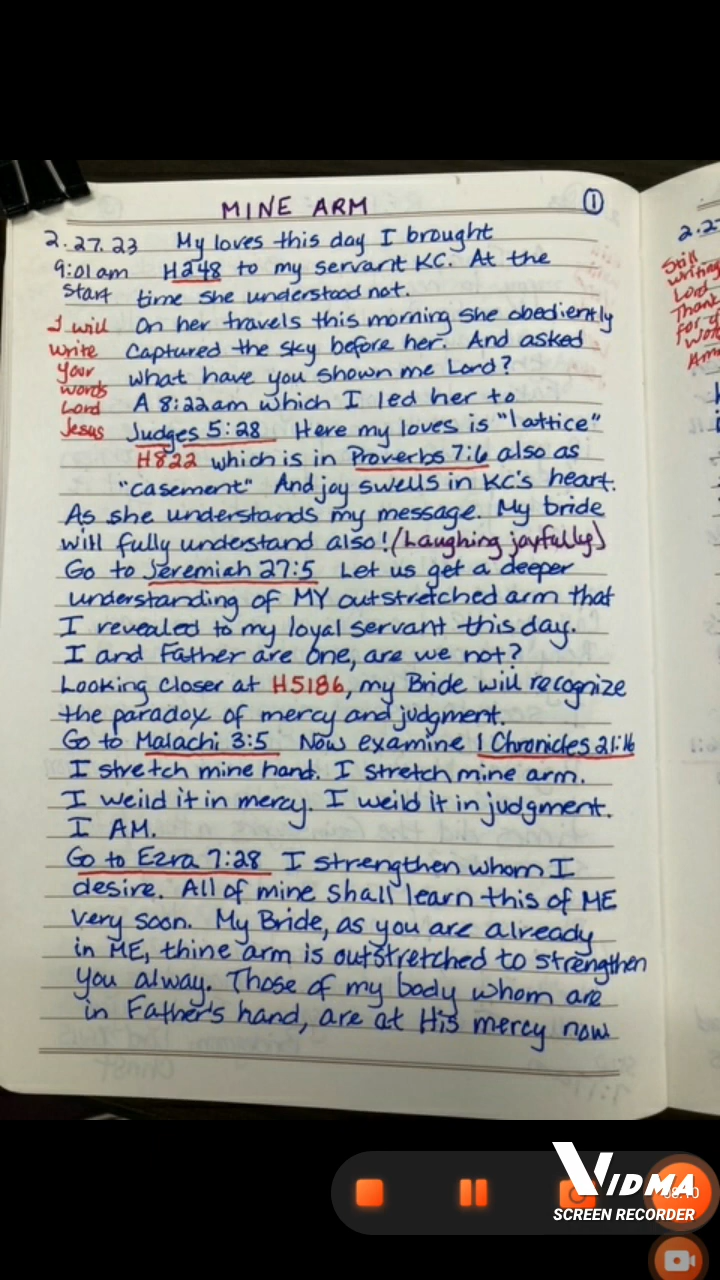 MINE ARM 1
2.27.23 My loves this day I brought
9:01am H248 to my servant KC. At the
Start time she understood not.
I will On her travels this morning she obediently
write Captured the sky before her. And asked
your what have you shown me Lord?
words
Lord A 8:22am which I led her to
Jesus Judges 5:28 Here my loves is "lattice"
H822 which is in Proverbs 7:6 also as
"casement" And joy swells in KC's heart.
As she understands my message. My bride
will fully understand also! (Laughing joyfully)
Go to Jeremiah 27:5 Let us get a deeper
understanding of MY outstretched arm that
I revealed to my loyal servant this day.
I and Father are One, are we not?
Looking closer at H5186, my Bride will recognize
the paradox of mercy and judgment.
Go to Malachi 3:5 Now examine 1 Chronicles 21:16
I stretch mine hand. I stretch mine arm.
I weild it in mercy. I weild it in judgment.
I AM.
Go to Ezra 7:28 I strengthen whom I
desire. All of mine shall learn this of ME
very soon. My Bride, as you are already
in ME, thine arm is outstretched to strengthen
you alway. Those of my body whom are
in Father's hand, are at His mercy now
Still
writing
Lord
VIDMA
SCREEN RECORDER